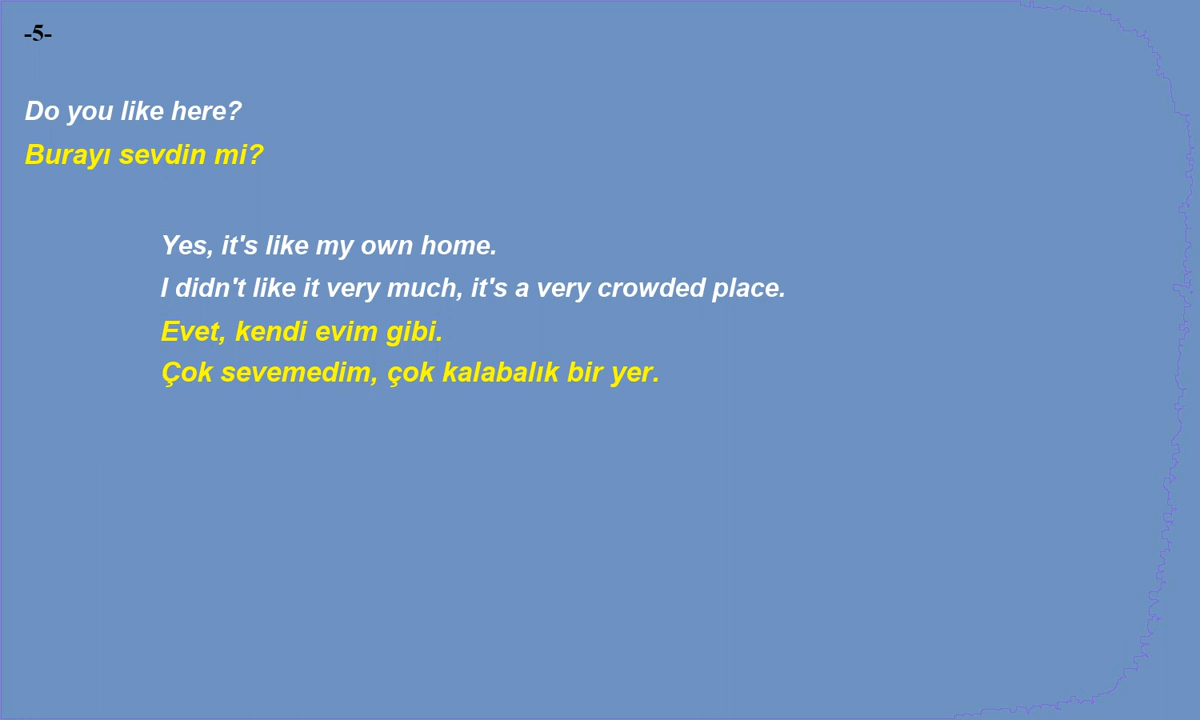 -5-
Do you like here?
Burayı sevdin mi?
Yes, it's like my own home.
I didn't like it very much, it's a very crowded place.
Evet, kendi evim gibi.
Çok sevemedim, çok kalabalık bir yer.